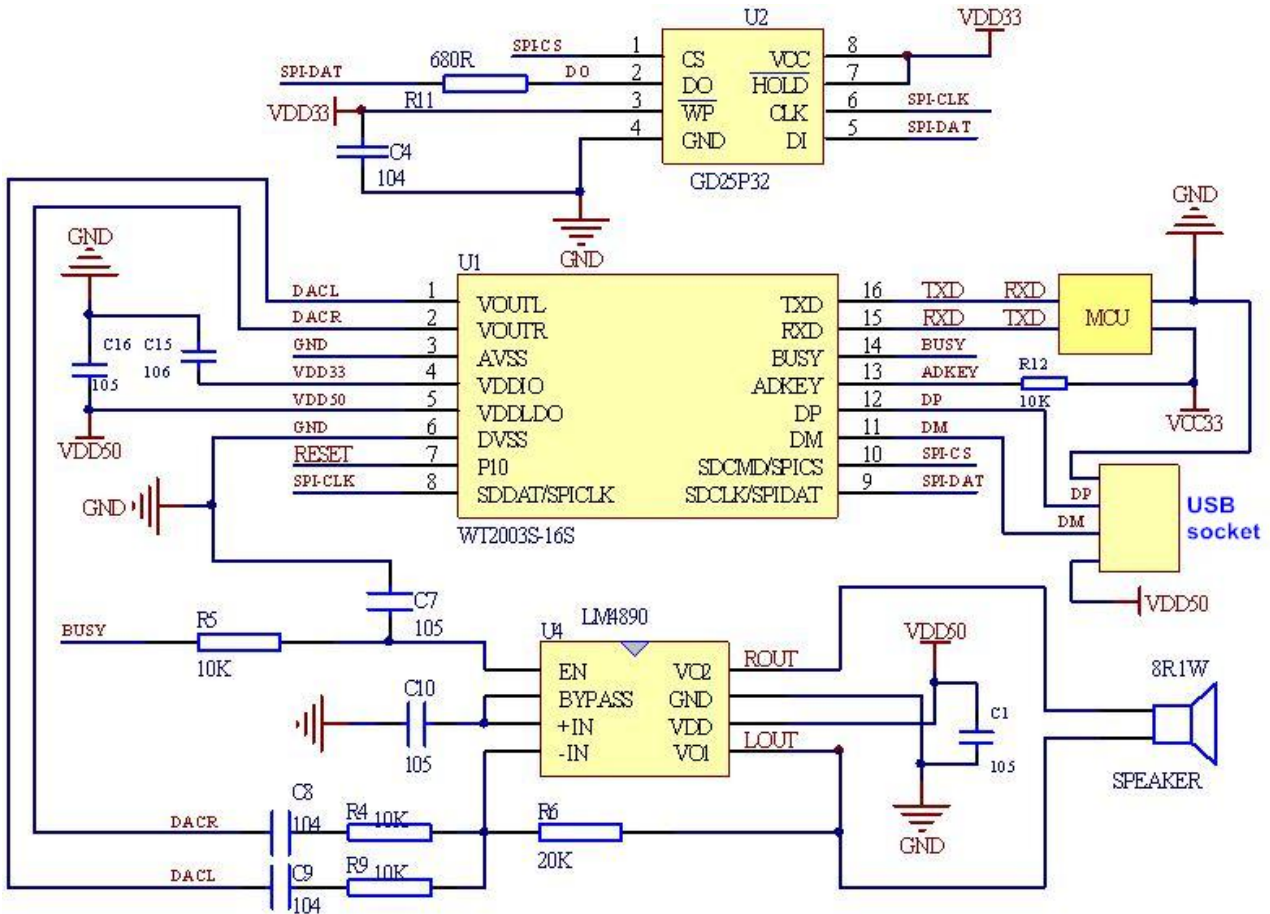 U2
VDD33
SPI-CS 1 CS VCC 8
680R
SPI-DAT DO 2 DO HOLD 7
R11
VDD33 3 WP CLK 6 SPI-CLK
4 GND DI 5 SPI-DAT
C4
104
GD25P32
GND
GND
GND
U1
DACL 1 VOUTL TXD 16 TXD RXD
DACR 2 VOUTR RXD 15 RXD TXD
MCU
GND 3 AVSS BUSY 14 BUSY
C16 C15
105 106
VDD33 4 VDDIO ADKEY 13 ADKEY
R12
10K
VDD50 5 VDDLDO DP 12 DP
VCC33
GND 6 DVSS DM 11 DM
VDD50
RESET 7 P10 SDCMD/SPICS 10 SPI-CS
SPI-CLK 8 SDDAT/SPICLK SDCLK/SPIDAT 9 SPI-DAT
GND
WT2003S-16S
DP
DM
USB
socket
VDD50
C7
105
R5
BUSY
10K
LM4890
U4
VDD50
EN VO2 ROUT
BYPASS GND
+IN VDD
-IN VO1 LOUT
C10
105
C1
105
8R1W
SPEAKER
GND
C8
DACR 104 R4 10K
R6
20K
DACL C9 R9 10K
104